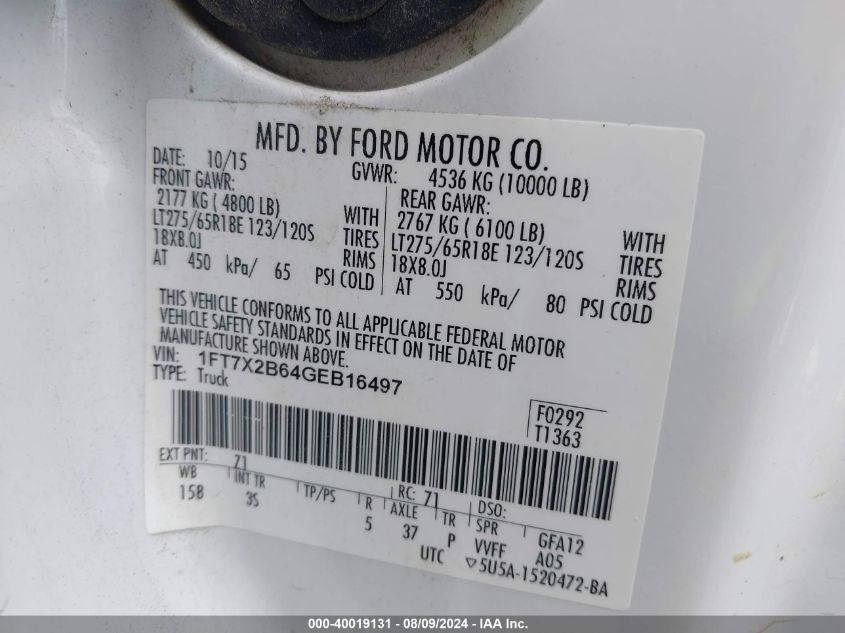 MFD. BY FORD MOTOR CO.
DATE: 10/15 GVWR: 4536 KG (10000 LB)
FRONT GAWR: REAR GAWR:
2177 KG ( 4800 LB) WITH 2767 KG ( 6100 LB) WITH
LT275/65R18E 123/120S TIRES LT275/65R18E 123/120S TIRES
18X8.0J RIMS 18X8.0J RIMS
AT 450 kPa/ 65 PSI COLD AT 550 kPa/ 80 PSI COLD
THIS VEHICLE CONFORMS TO ALL APPLICABLE FEDERAL MOTOR
VEHICLE SAFETY STANDARDS IN EFFECT ON THE DATE OF
MANUFACTURE SHOWN ABOVE.
VIN: 1FT7X2B64GEB16497
TYPE: Truck
F0292
T1363
EXT PNT: Z1 RC: 71 DSO:
WB INT TR TP/PS R AXLE TR SPR GFA12
158 3S 5 37 P VVFF A05
UTC ▽5U5A-1520472-BA
000-40019131 - 08/09/2024 - IAA Inc.